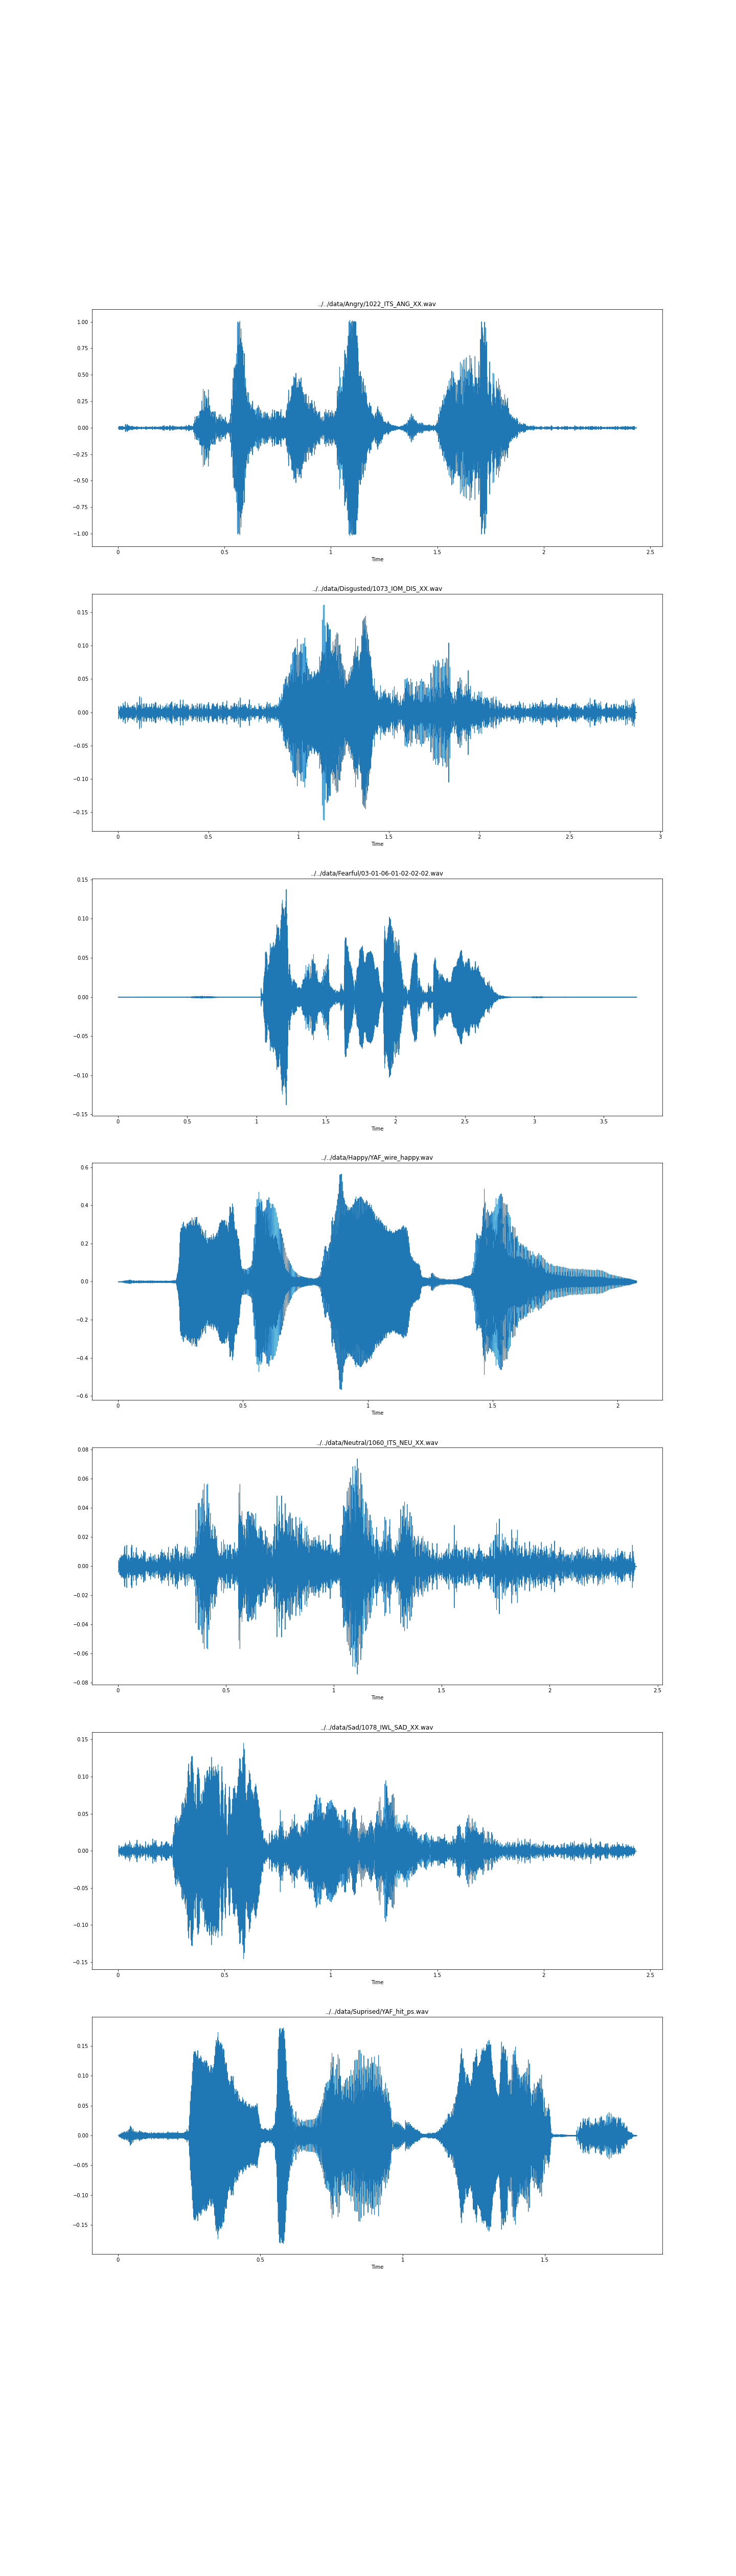 ../../data/Angry/1022_ITS_ANG_XX.wav
1.00
0.75
0.50
0.25
0.00
−0.25
−0.50
−0.75
−1.00
0 0.5 1 1.5 2 2.5
Time
../../data/Disgusted/1073_IOM_DIS_XX.wav
0.15
0.10
0.05
0.00
−0.05
−0.10
−0.15
0 0.5 1 1.5 2 2.5 3
Time
../../data/Fearful/03-01-06-01-02-02-02.wav
0.15
0.10
0.05
0.00
−0.05
−0.10
−0.15
0 0.5 1 1.5 2 2.5 3 3.5
Time
../../data/Happy/YAF_wire_happy.wav
0.6
0.4
0.2
0.0
−0.2
−0.4
−0.6
0 0.5 1 1.5 2
Time
../../data/Neutral/1060_ITS_NEU_XX.wav
0.08
0.06
0.04
0.02
0.00
−0.02
−0.04
−0.06
−0.08
0 0.5 1 1.5 2 2.5
Time
../../data/Sad/1078_IWL_SAD_XX.wav
0.15
0.10
0.05
0.00
−0.05
−0.10
−0.15
0 0.5 1 1.5 2 2.5
Time
../../data/Suprised/YAF_hit_ps.wav
0.15
0.10
0.05
0.00
−0.05
−0.10
−0.15
0 0.5 1 1.5
Time